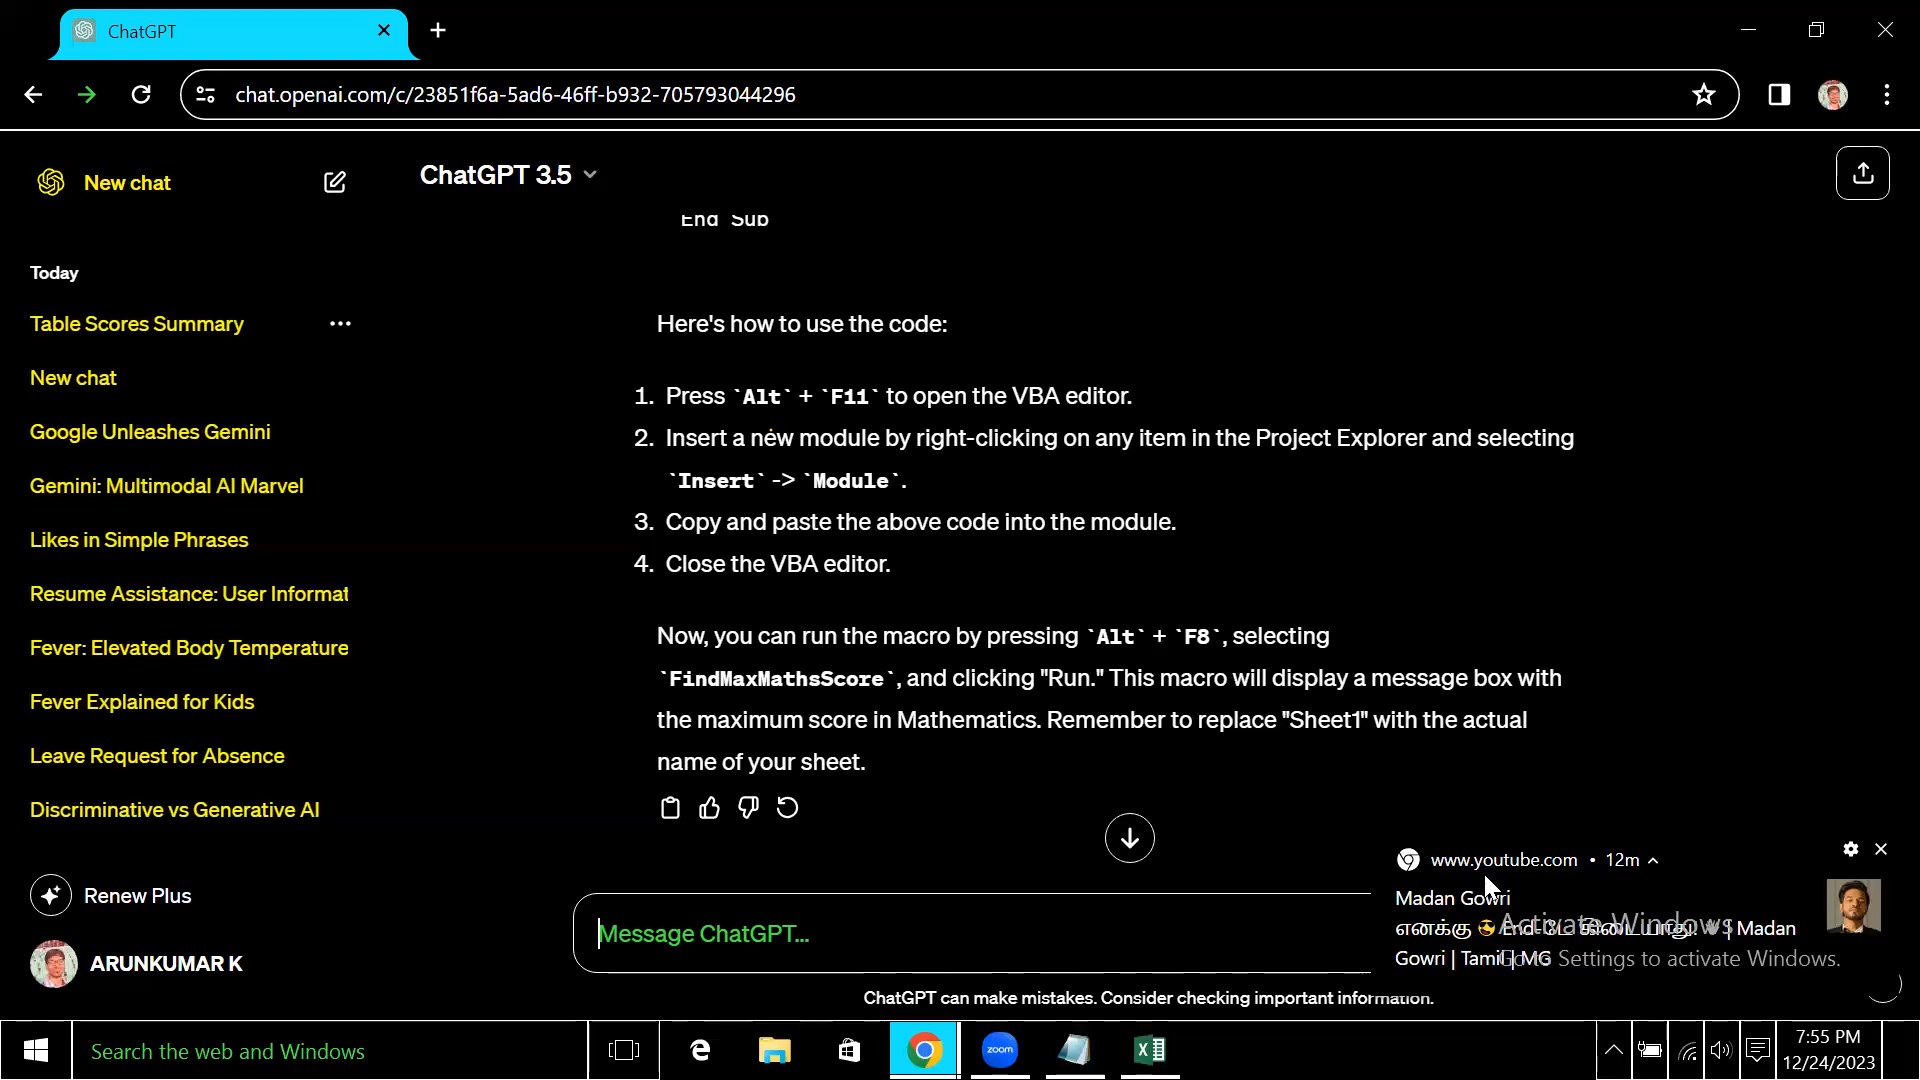 ChatGPT
chat.openai.com/c/23851f6a-5ad6-46ff-b932-705793044296
New chat
ChatGPT 3.5
End Sub
Today
Table Scores Summary
New chat
Google Unleashes Gemini
Gemini: Multimodal AI Marvel
Likes in Simple Phrases
Resume Assistance: User Informat
Fever: Elevated Body Temperature
Fever Explained for Kids
Leave Request for Absence
Discriminative vs Generative AI
Renew Plus
ARUNKUMAR K
Here's how to use the code:
1. Press `Alt` + `F11` to open the VBA editor.
2. Insert a new module by right-clicking on any item in the Project Explorer and selecting
`Insert` -> `Module`.
3. Copy and paste the above code into the module.
4. Close the VBA editor.
Now, you can run the macro by pressing `Alt` + `F8`, selecting
`FindMaxMathsScore`, and clicking "Run." This macro will display a message box with
the maximum score in Mathematics. Remember to replace "Sheet1" with the actual
name of your sheet.
Message ChatGPT...
ChatGPT can make mistakes. Consider checking important information.
www.youtube.com • 12m
Madan Gowri
எனக்கு 😎 End-ஏ | Madan
Gowri | Tamil | MG
Activate Windows
Go to Settings to activate Windows.
Search the web and Windows
zoom
7:55 PM
12/24/2023